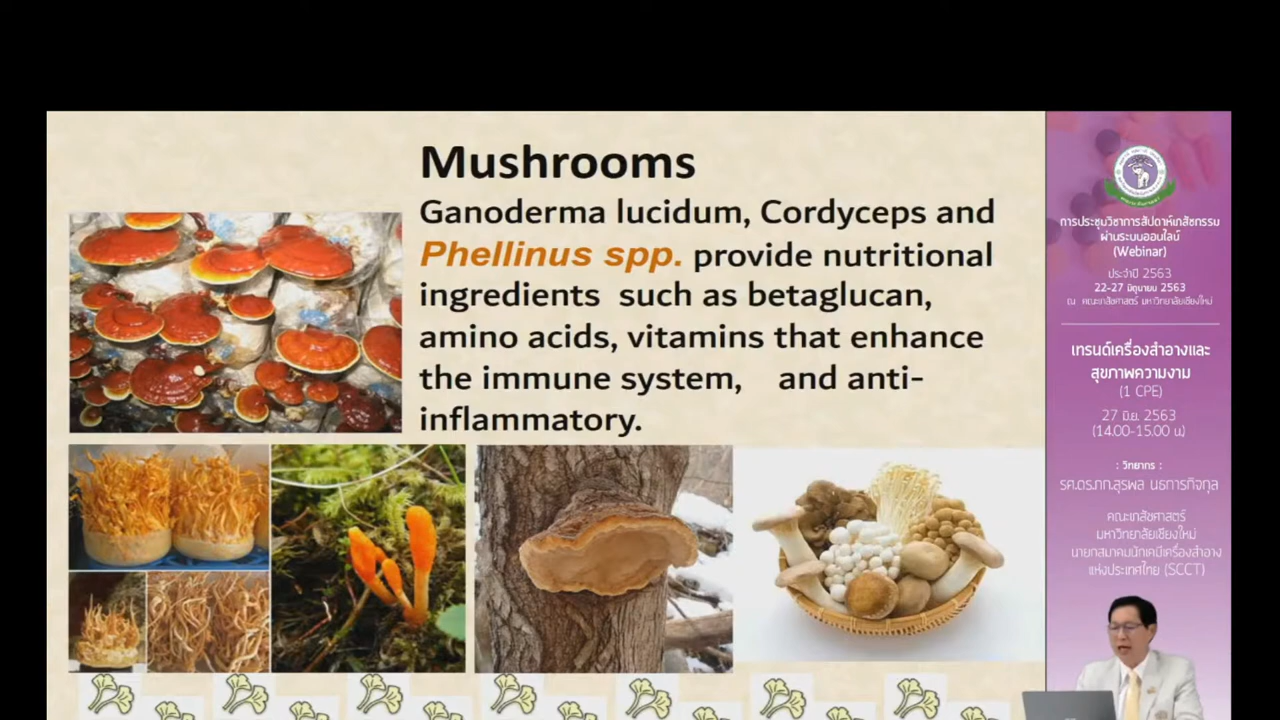 Mushrooms
Ganoderma lucidum, Cordyceps and
Phellinus spp. provide nutritional
ingredients such as betaglucan,
amino acids, vitamins that enhance
the immune system, and anti-
inflammatory.
การประชุมวิชาการสัปดาห์เภสัชกรรม
ผ่านระบบออนไลน์
(Webinar)
ประจำปี 2563
22-27 มิถุนายน 2563
ณ คณะเภสัชศาสตร์ มหาวิทยาลัยเชียงใหม่
เทรนด์เครื่องสำอางและ
สุขภาพความงาม
(1 CPE)
27 มิ.ย. 2563
(14.00-15.00 น)
: วิทยากร :
รศ.ดร.ภก.สุรพล นธการกิจกุล
คณะเภสัชศาสตร์
มหาวิทยาลัยเชียงใหม่
นายกสมาคมนักเคมีเครื่องสำอาง
แห่งประเทศไทย (SCCT)